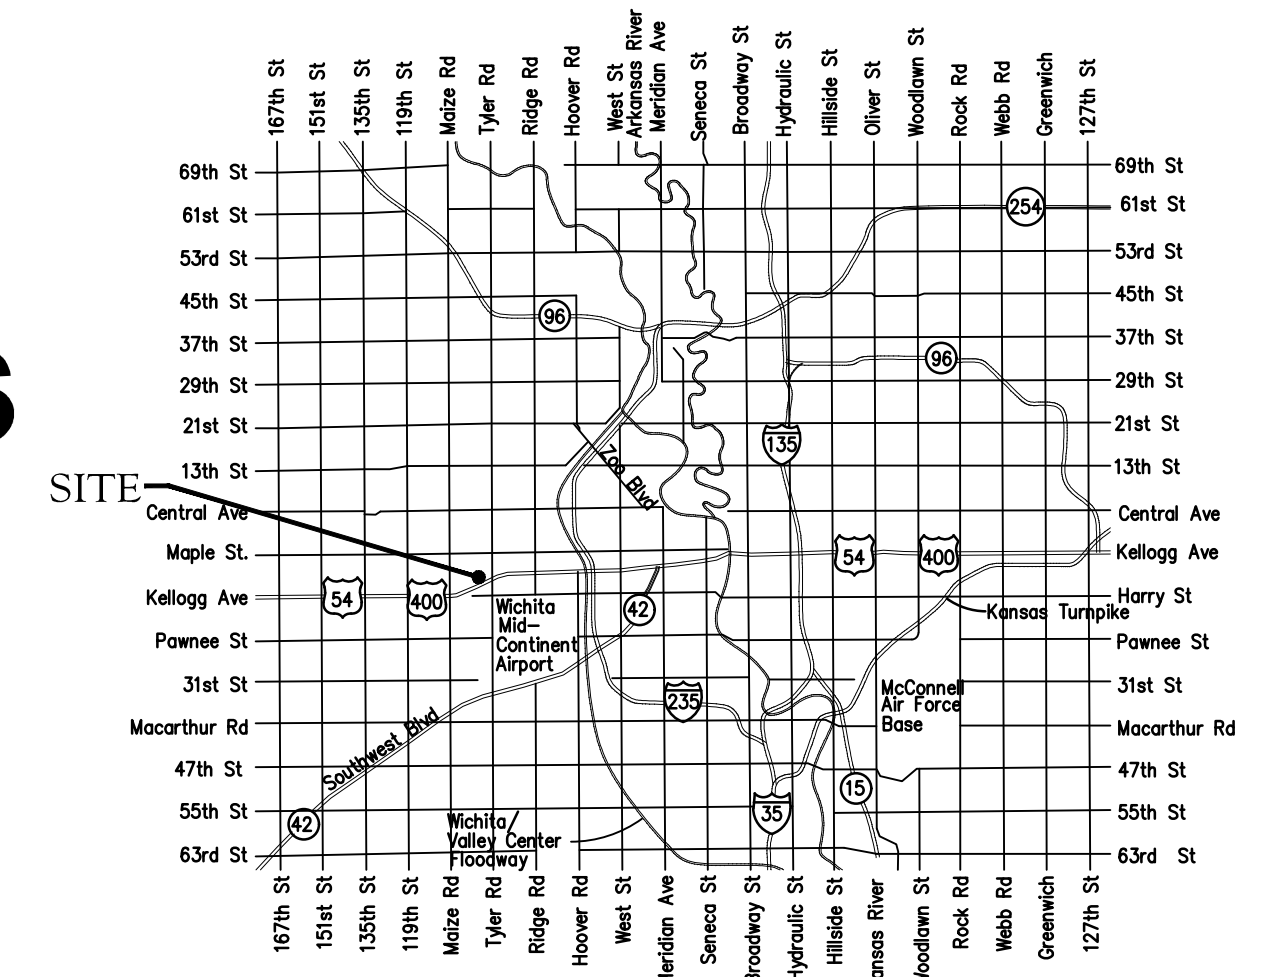 167th St
151st St
135th St
119th St
Maize Rd
Tyler Rd
Ridge Rd
Hoover Rd
West St
Arkansas River
Meridian Ave
Seneca St
Broadway St
Hydraulic St
Hillside St
Oliver St
Woodlawn St
Rock Rd
Webb Rd
Greenwich
127th St
69th St
69th St
61st St
254
61st St
53rd St
53rd St
45th St
45th St
96
37th St
37th St
96
29th St
29th St
21st St
21st St
135
13th St
13th St
Zoo Blvd
SITE
Central Ave
Central Ave
Maple St.
54
400
Kellogg Ave
Kellogg Ave
54
400
Harry St
Wichita
Mid-
Continent
Airport
42
Kansas Turnpike
Pawnee St
Pawnee St
31st St
31st St
235
McConnell
Air Force
Base
Macarthur Rd
Macarthur Rd
Southwest Blvd
47th St
47th St
15
55th St
55th St
42
35
Wichita/
Valley Center
Floodway
63rd St
63rd St
167th St
151st St
135th St
119th St
Maize Rd
Tyler Rd
Ridge Rd
Hoover Rd
West St
eridian Ave
Seneca St
roadway St
ydraulic St
Hillside St
ansas River
oodlawn St
Rock Rd
Webb Rd
Greenwich
127th St